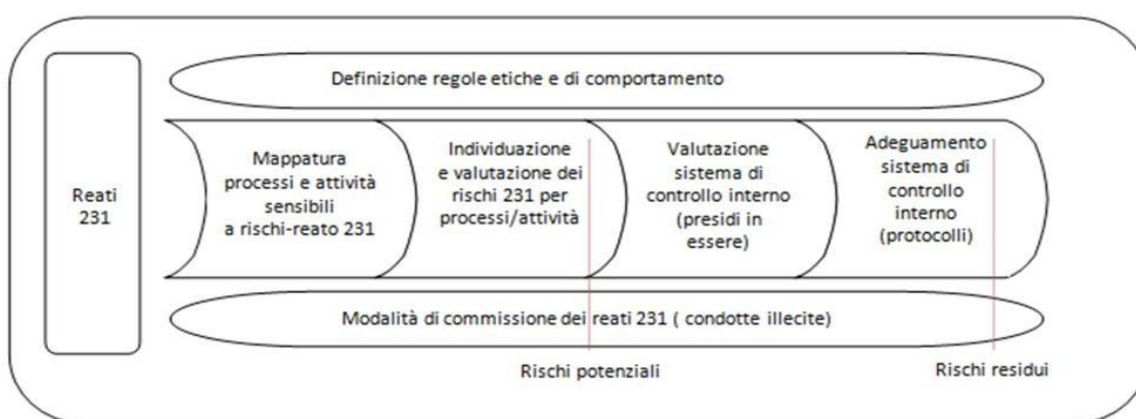 Reati
231
Definizione regole etiche e di comportamento
Mappatura
processi e attività
sensibili
a rischi-reato 231
Individuazione
e valutazione dei
rischi 231 per
processi/attività
Valutazione
sistema di
controllo interno
(presidi in
essere)
Adeguamento
sistema di
controllo
interno
(protocolli)
Modalità di commissione dei reati 231 ( condotte illecite)
Rischi potenziali
Rischi residui